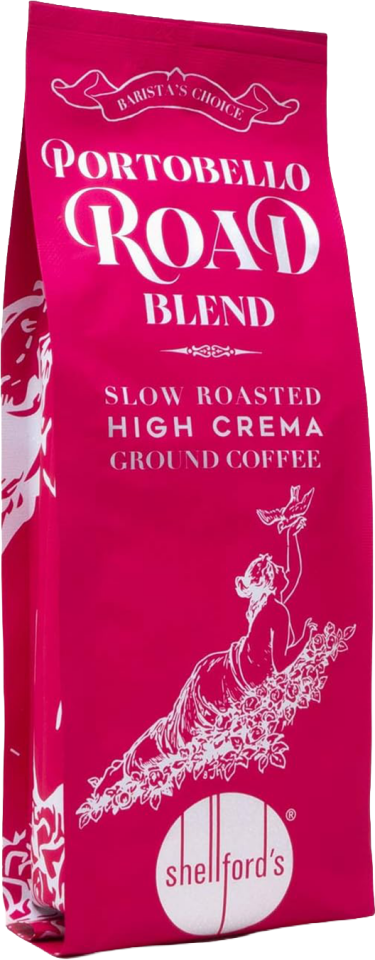 BARISTA'S CHOICE
PORTOBELLO
ROAD
BLEND
SLOW ROASTED
HIGH CREMA
GROUND COFFEE
shellford's ®